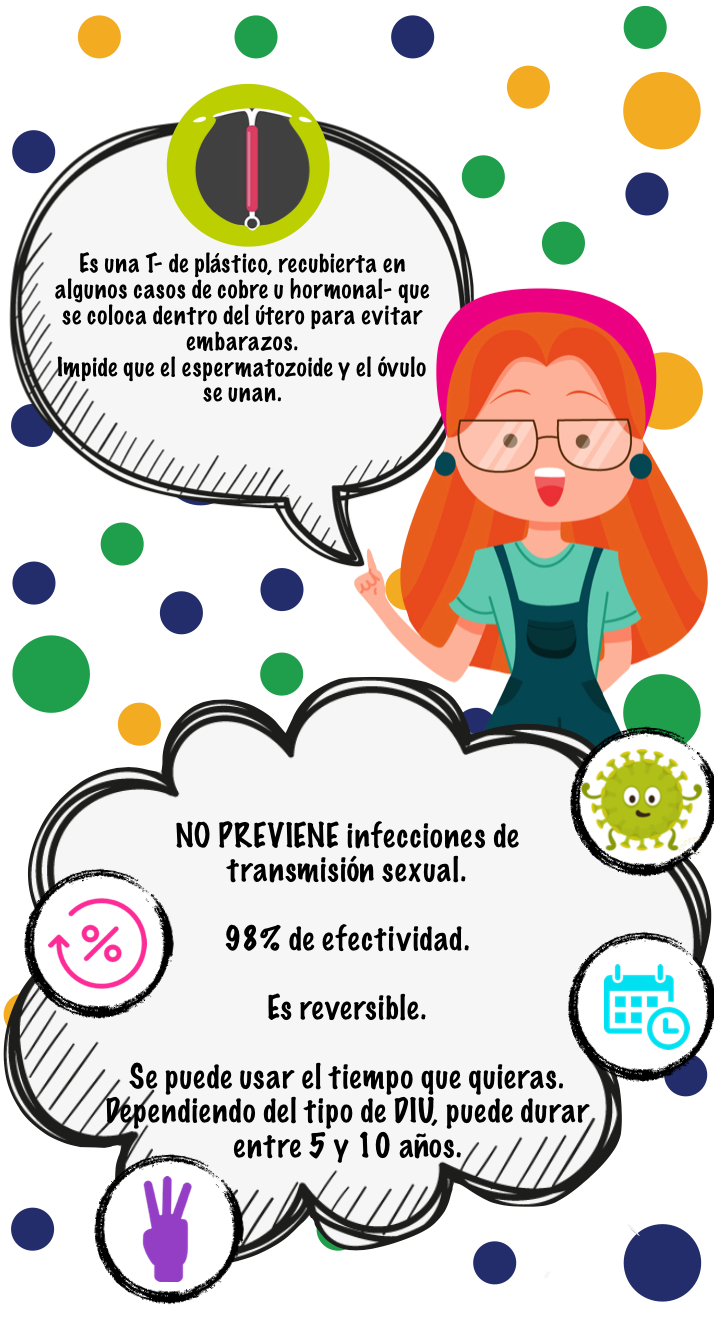 Es una T- de plástico, recubierta en
algunos casos de cobre u hormonal- que
se coloca dentro del útero para evitar
embarazos.
Impide que el espermatozoide y el óvulo
se unan.
NO PREVIENE infecciones de
transmisión sexual.
98% de efectividad.
Es reversible.
Se puede usar el tiempo que quieras.
Dependiendo del tipo de DIU, puede durar
entre 5 y 10 años.
%